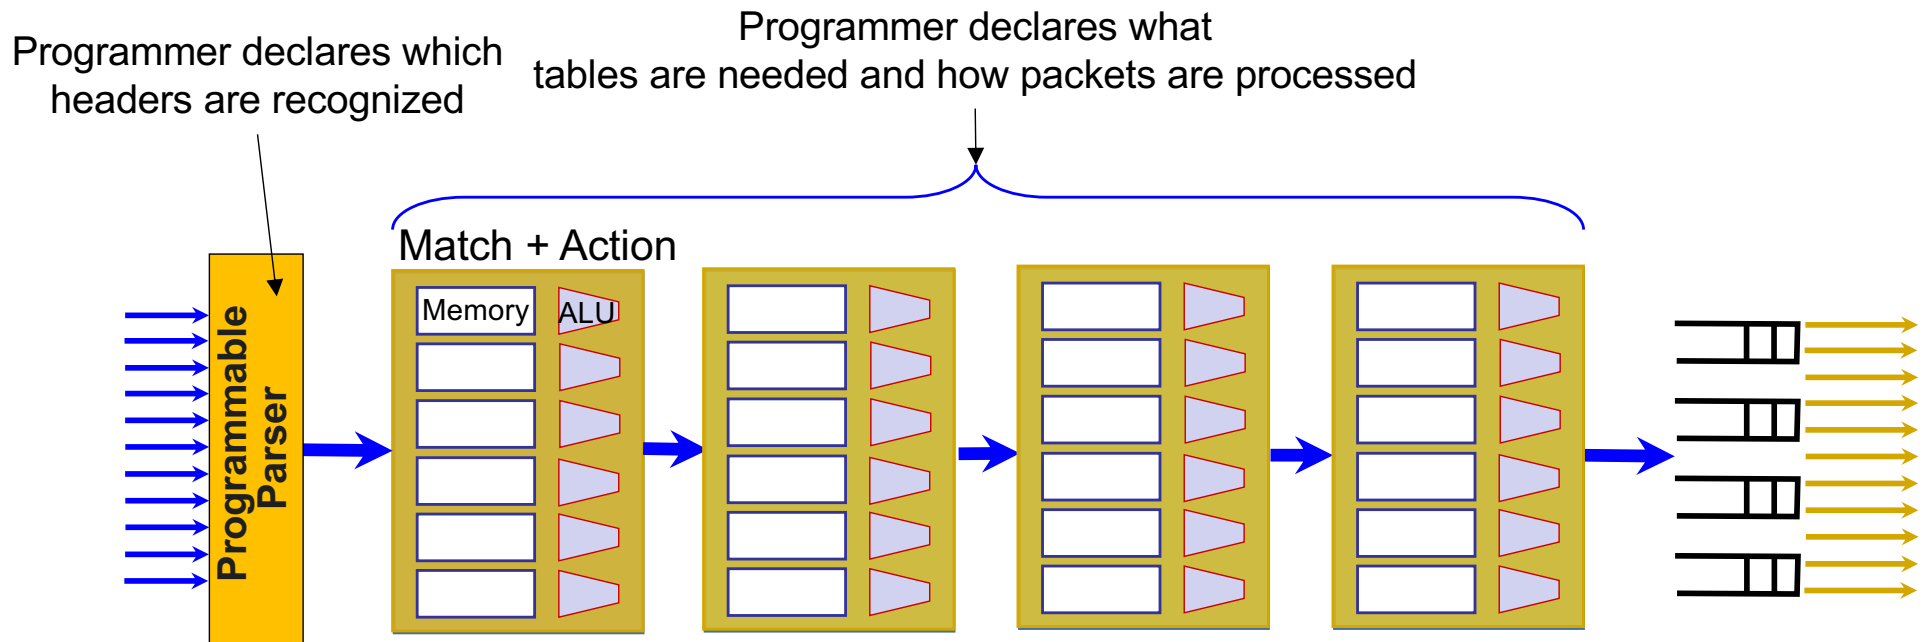 Programmer declares which
headers are recognized
Programmer declares what
tables are needed and how packets are processed
Match + Action
Programmable
Parser
Memory
ALU